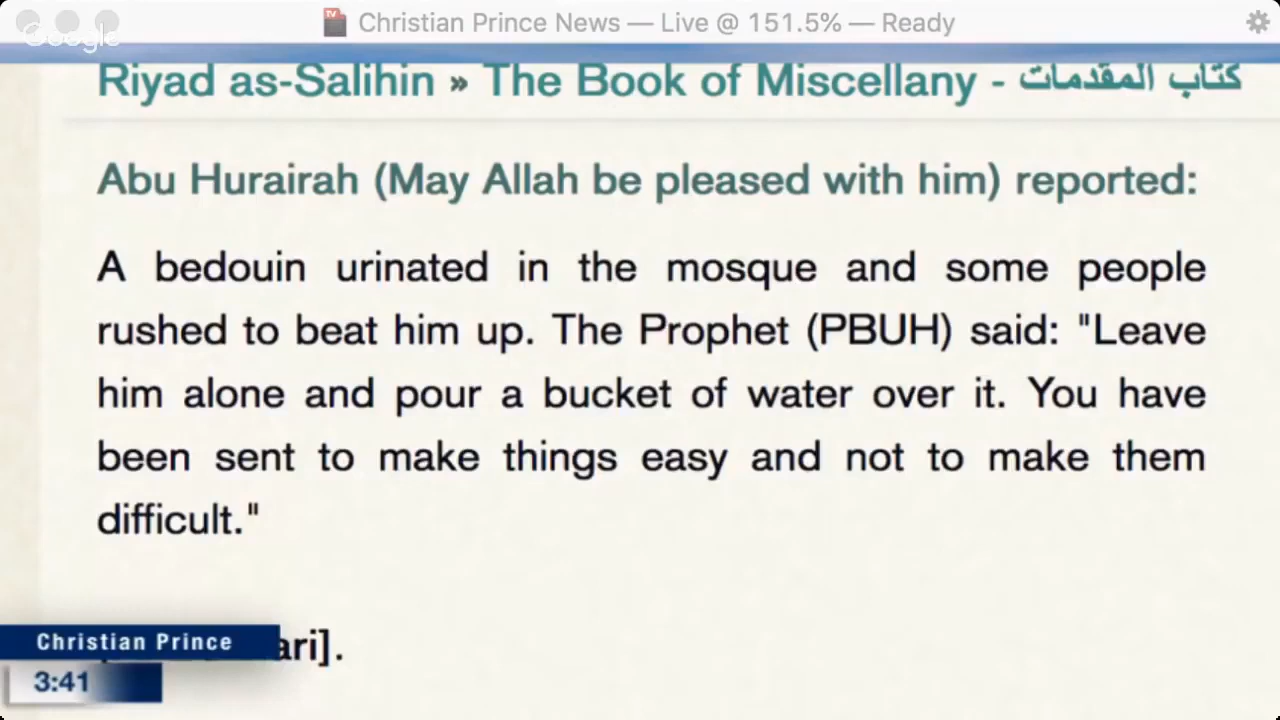 Christian Prince News — Live @ 151.5% — Ready
Google
Riyad as-Salihin » The Book of Miscellany - كتاب المقدمات
Abu Hurairah (May Allah be pleased with him) reported:
A bedouin urinated in the mosque and some people
rushed to beat him up. The Prophet (PBUH) said: "Leave
him alone and pour a bucket of water over it. You have
been sent to make things easy and not to make them
difficult."
ari].
Christian Prince
3:41